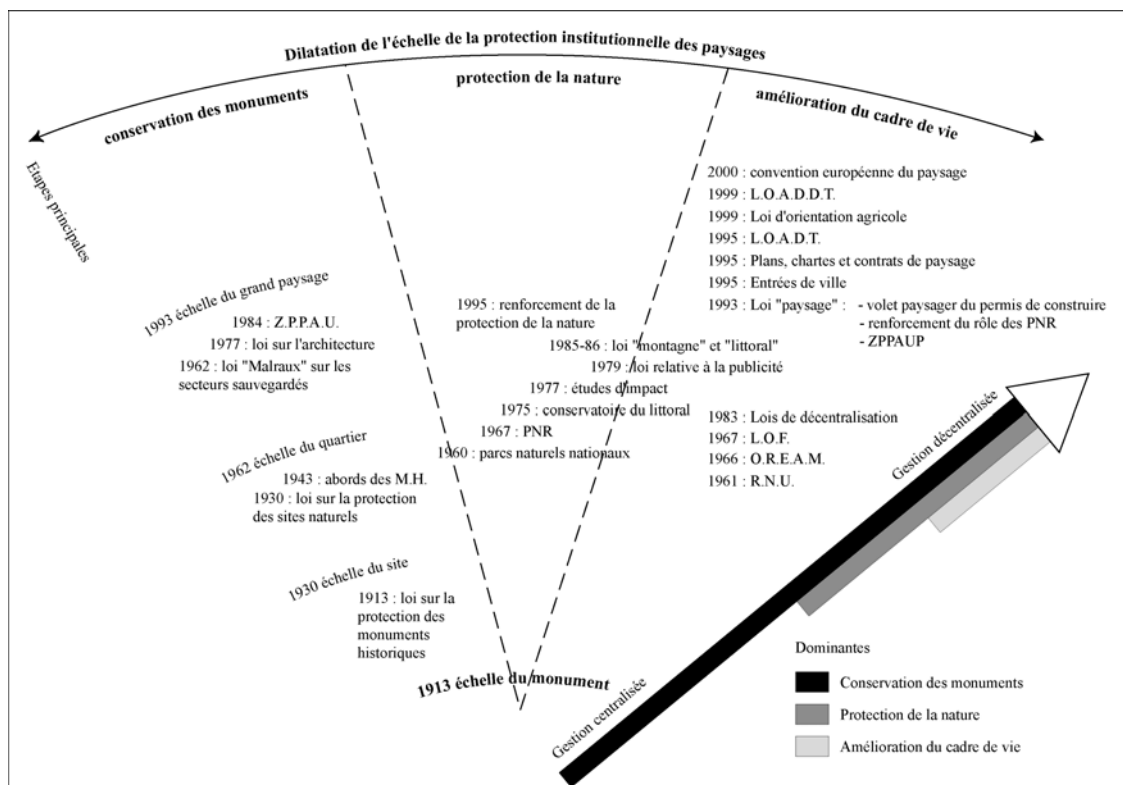 Dilatation de l'échelle de la protection institutionnelle des paysages
conservation des monuments
protection de la nature
amélioration du cadre de vie
Etapes principales
1993 échelle du grand paysage
1984 : Z.P.P.A.U.
1977 : loi sur l'architecture
1962 : loi "Malraux" sur les
secteurs sauvegardés
1962 échelle du quartier
1943 : abords des M.H.
1930 : loi sur la protection
des sites naturels
1930 échelle du site
1913 : loi sur la
protection des
monuments
historiques
1913 échelle du monument
1995 : renforcement de la
protection de la nature
1985-86 : loi "montagne" et "littoral"
1979 : loi relative à la publicité
1977 : études d'impact
1975 : conservatoire du littoral
1967 : PNR
1960 : parcs naturels nationaux
2000 : convention européenne du paysage
1999 : L.O.A.D.D.T.
1999 : Loi d'orientation agricole
1995 : L.O.A.D.T.
1995 : Plans, chartes et contrats de paysage
1995 : Entrées de ville
1993 : Loi "paysage" : - volet paysager du permis de construire
- renforcement du rôle des PNR
- ZPPAUP
1983 : Lois de décentralisation
1967 : L.O.F.
1966 : O.R.E.A.M.
1961 : R.N.U.
Gestion décentralisée
Gestion centralisée
Dominantes
Conservation des monuments
Protection de la nature
Amélioration du cadre de vie